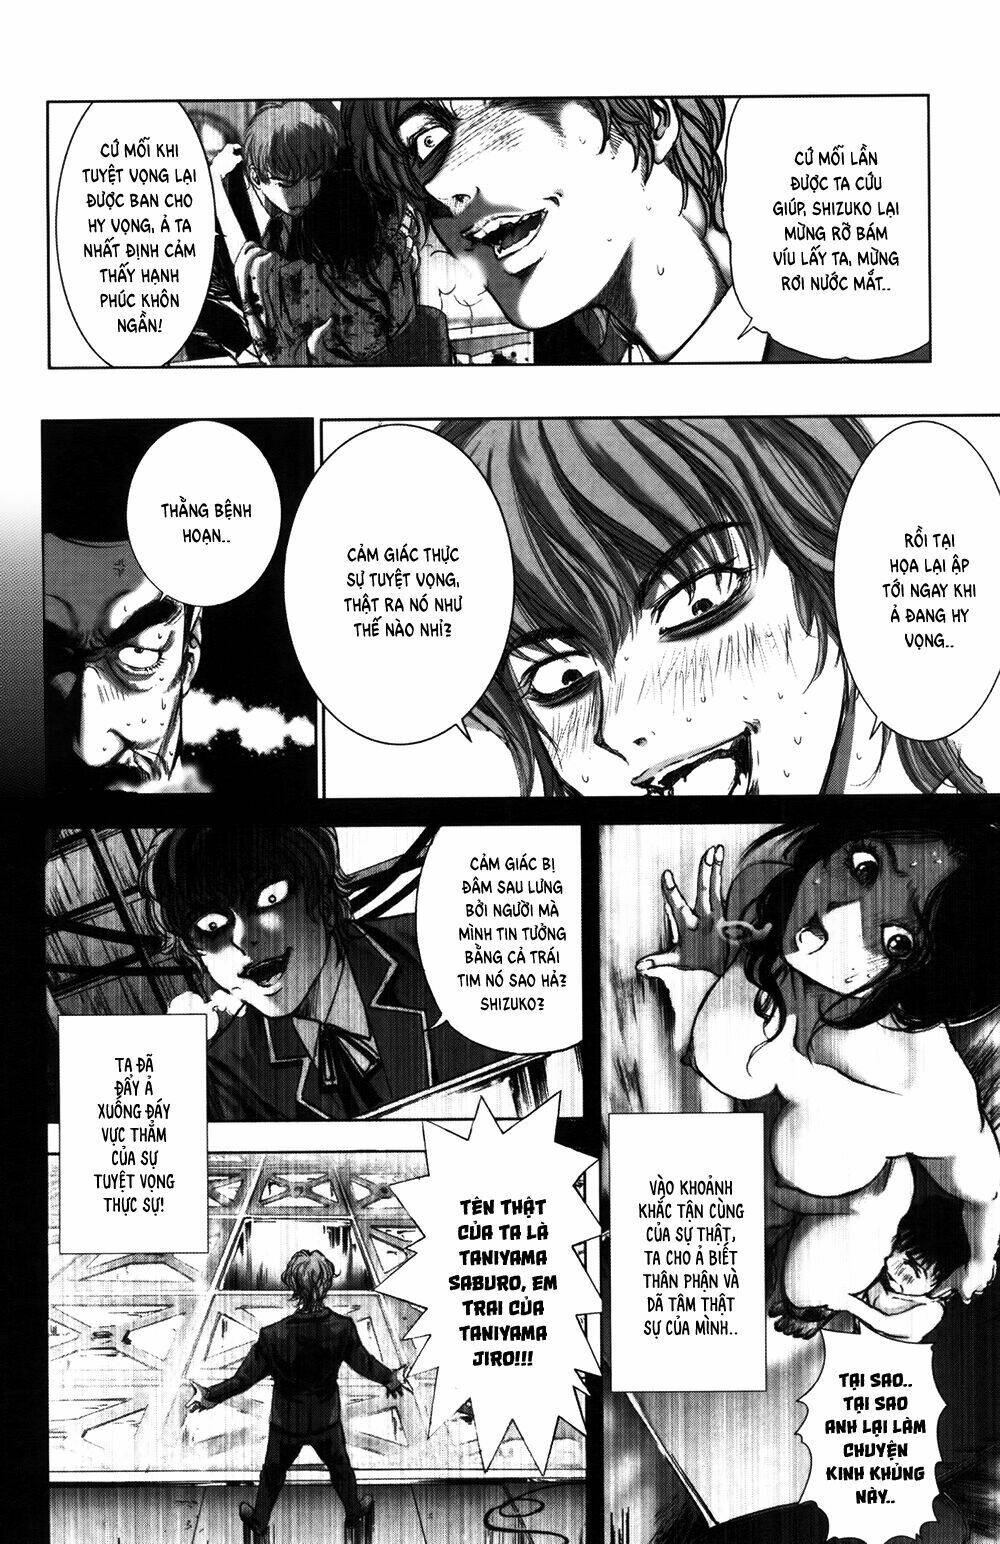 CỨ MỖI LẦN
ĐƯỢC TA CỨU
GIÚP, SHIZUKO LẠI
MỪNG RỠ BÁM
VÍU LẤY TA, MỪNG
RƠI NƯỚC MẮT..
CỨ MỖI KHI
TUYỆT VỌNG LẠI
ĐƯỢC BAN CHO
HY VỌNG, Ả TA
NHẤT ĐỊNH CẢM
THẤY HẠNH
PHÚC KHÔN
NGẦN!
RỒI TẠI
HỌA LẠI ẬP
TỚI NGAY KHI
Ả ĐANG HY
VỌNG..
CẢM GIÁC THỰC
SỰ TUYỆT VỌNG,
THẬT RA NÓ NHƯ
THẾ NÀO NHỈ?
THẰNG BỆNH
HOẠN..
VÀO KHOẢNH
KHẮC TẬN CÙNG
CỦA SỰ THẬT,
TA CHO Ả BIẾT
THÂN PHẬN VÀ
DÃ TÂM THẬT
SỰ CỦA MÌNH..
TẠI SAO..
TẠI SAO
ANH LẠI LÀM
CHUYỆN
KINH KHỦNG
NÀY..
CẢM GIÁC BỊ
ĐÂM SAU LƯNG
BỞI NGƯỜI MÀ
MÌNH TIN TƯỞNG
BẰNG CẢ TRÁI
TIM NÓ SAO HẢ?
SHIZUKO?
TÊN THẬT
CỦA TA LÀ
TANIYAMA
SABURO, EM
TRAI CỦA
TANIYAMA
JIRO!!!
TA ĐÃ
ĐẨY Ả
XUỐNG ĐÁY
VỰC THẲM
CỦA SỰ
TUYỆT VỌNG
THỰC SỰ!